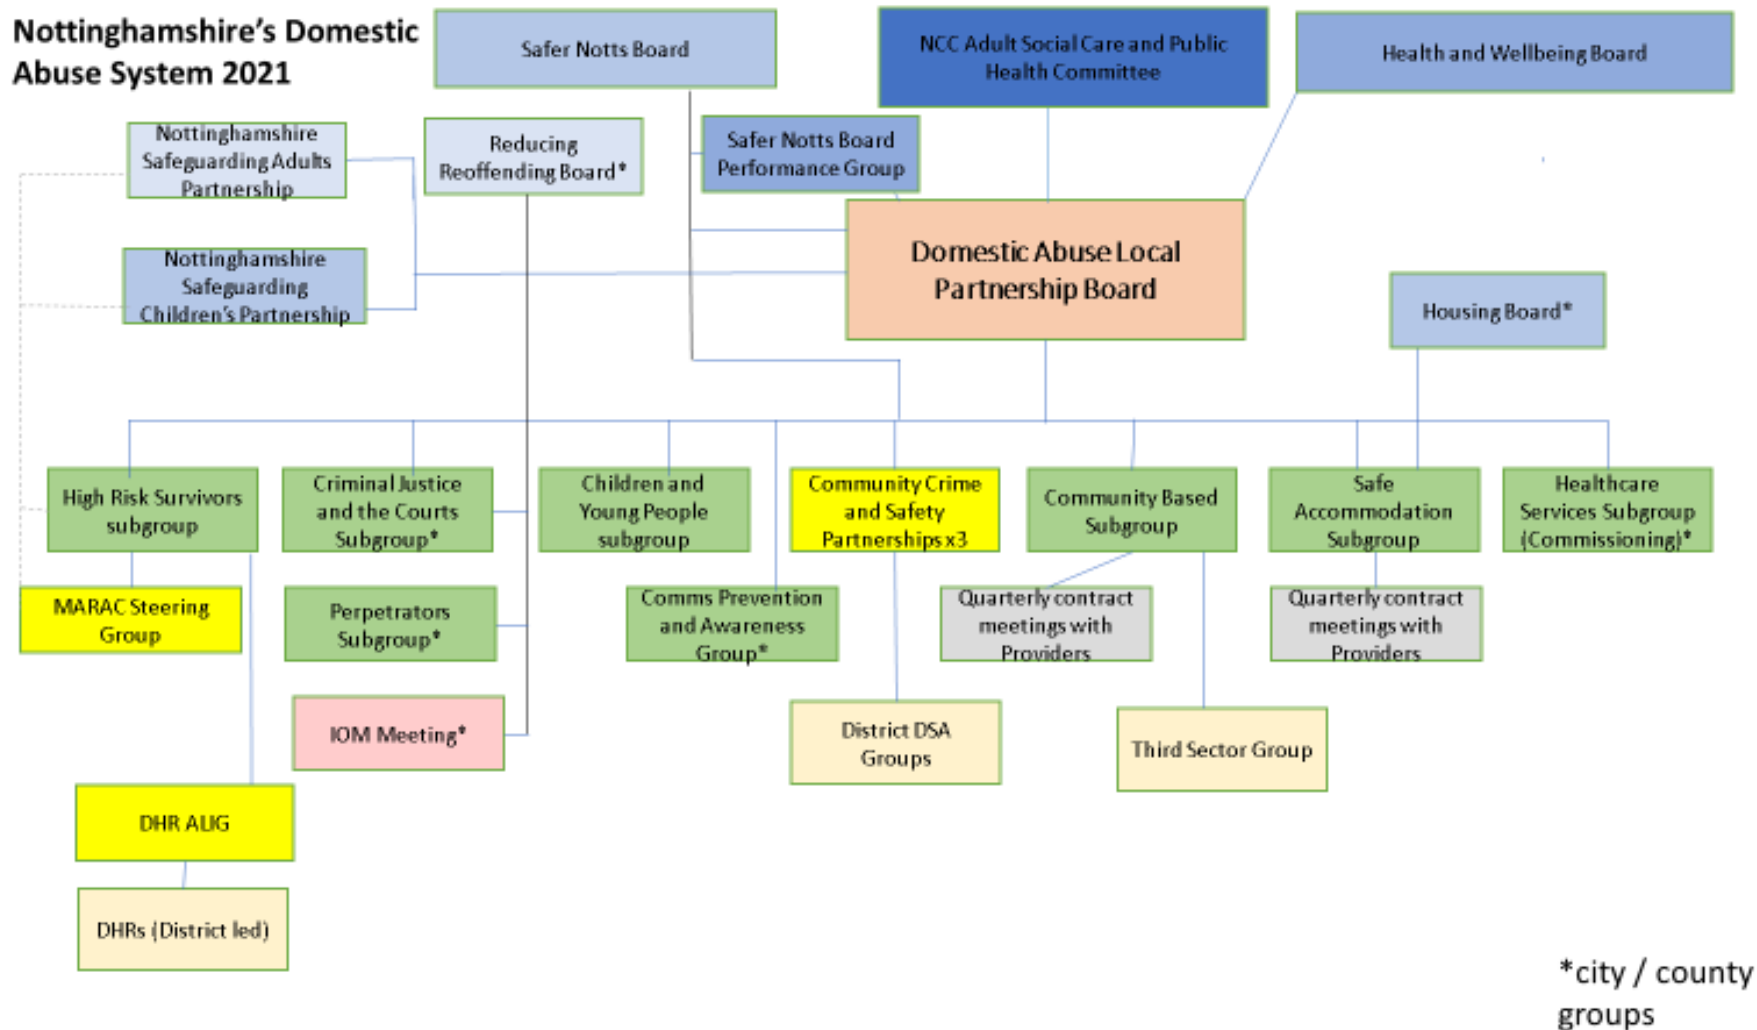 Nottinghamshire's Domestic
Abuse System 2021
Safer Notts Board
NCC Adult Social Care and Public
Health Committee
Health and Wellbeing Board
Nottinghamshire
Safeguarding Adults
Partnership
Reducing
Reoffending Board*
Safer Notts Board
Performance Group
Nottinghamshire
Safeguarding
Children's Partnership
Domestic Abuse Local
Partnership Board
Housing Board*
High Risk Survivors
subgroup
Criminal Justice
and the Courts
Subgroup*
Children and
Young People
subgroup
Community Crime
and Safety
Partnerships x3
Community Based
Subgroup
Safe
Accommodation
Subgroup
Healthcare
Services Subgroup
(Commissioning)*
MARAC Steering
Group
Perpetrators
Subgroup*
Comms Prevention
and Awareness
Group*
Quarterly contract
meetings with
Providers
Quarterly contract
meetings with
Providers
IOM Meeting*
District DSA
Groups
Third Sector Group
DHR ALIG
DHRs (District led)
*city / county
groups